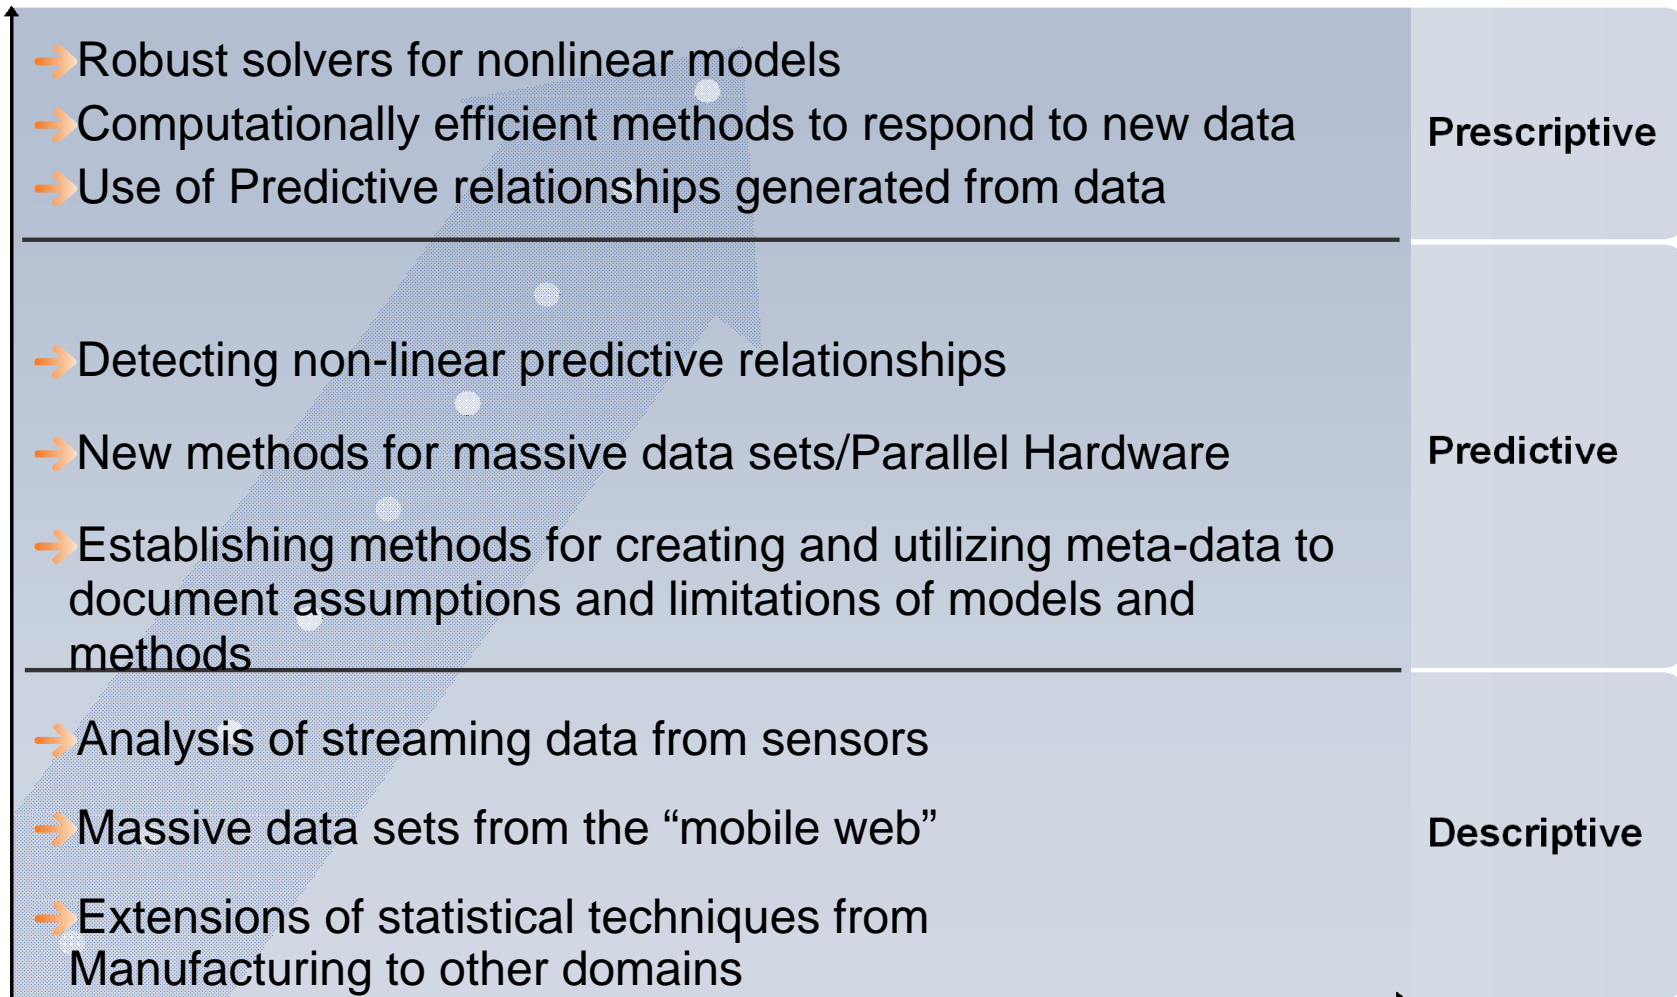 Robust solvers for nonlinear models
Computationally efficient methods to respond to new data
Use of Predictive relationships generated from data
Prescriptive
Detecting non-linear predictive relationships
New methods for massive data sets/Parallel Hardware
Establishing methods for creating and utilizing meta-data to
document assumptions and limitations of models and
methods
Predictive
Analysis of streaming data from sensors
Massive data sets from the “mobile web”
Extensions of statistical techniques from
Manufacturing to other domains
Descriptive